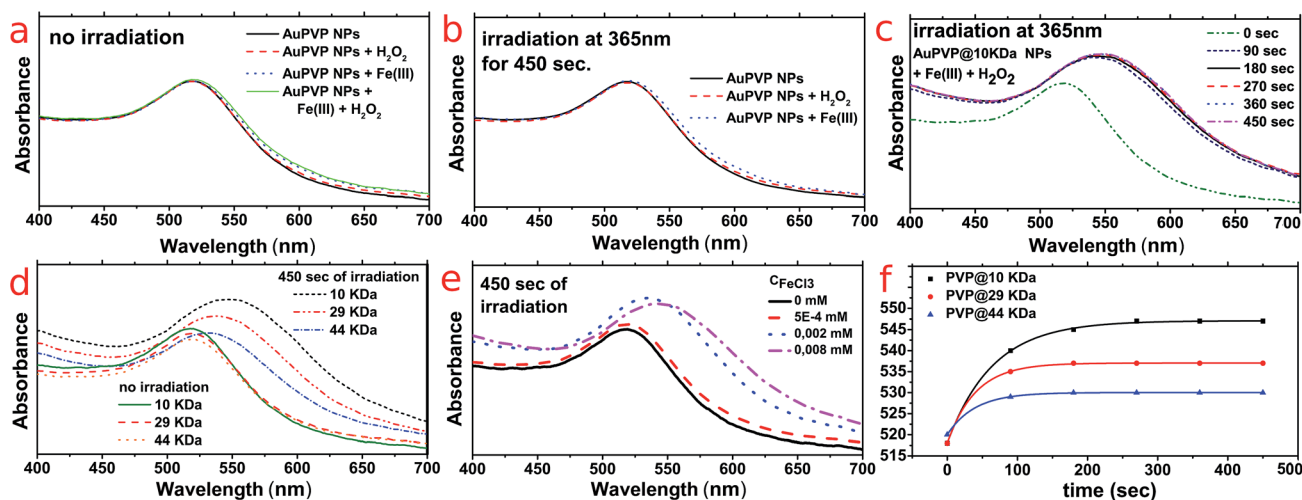 a
no irradiation
AuPVP NPs
AuPVP NPs + H₂O₂
AuPVP NPs + Fe(III)
AuPVP NPs +
Fe(III) + H₂O₂
Absorbance
400 450 500 550 600 650 700
Wavelength (nm)
b
irradiation at 365nm
for 450 sec.
AuPVP NPs
AuPVP NPs + H₂O₂
AuPVP NPs + Fe(III)
Absorbance
400 450 500 550 600 650 700
Wavelength (nm)
c
irradiation at 365 nm
AuPVP@10KDa NPs
+ Fe(III) + H₂O₂
0 sec
90 sec
180 sec
270 sec
360 sec
450 sec
Absorbance
400 450 500 550 600 650 700
Wavelength (nm)
d
450 sec of irradiation
10 KDa
29 KDa
44 KDa
no irradiation
10 KDa
29 KDa
44 KDa
Absorbance
400 450 500 550 600 650 700
Wavelength (nm)
e
450 sec of
irradiation
CFeCl3
0 mM
5E-4 mM
0,002 mM
0,008 mM
Absorbance
400 450 500 550 600 650 700
Wavelength (nm)
f
PVP@10 KDa
PVP@29 KDa
PVP@44 KDa
550
545
540
535
530
525
520
515
0 100 200 300 400 500
time (sec)